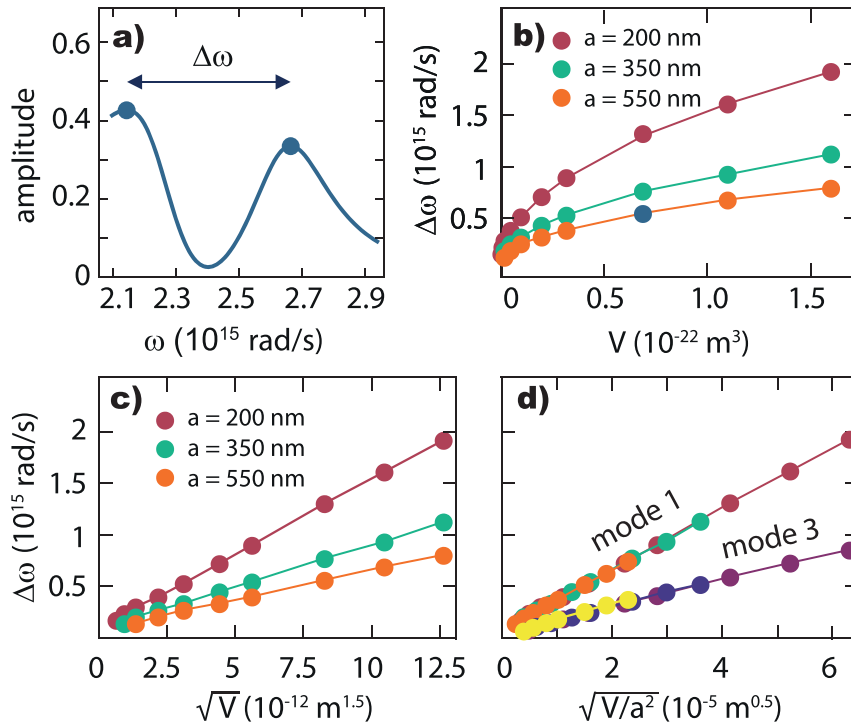 a)
Δω
0.6
0.4
0.2
0
amplitude
2.1 2.3 2.5 2.7 2.9
ω (10¹⁵ rad/s)
b)
a = 200 nm
a = 350 nm
a = 550 nm
2
1.5
1
0.5
Δω (10¹⁵ rad/s)
0 0.5 1.0 1.5
V (10⁻²² m³)
c)
a = 200 nm
a = 350 nm
a = 550 nm
2
1.5
1
0.5
Δω (10¹⁵ rad/s)
0 2.5 5 7.5 10 12.5
√V (10⁻¹² m¹·⁵)
d)
mode 1
mode 3
0 2 4 6
√V/a² (10⁻⁵ m⁰·⁵)